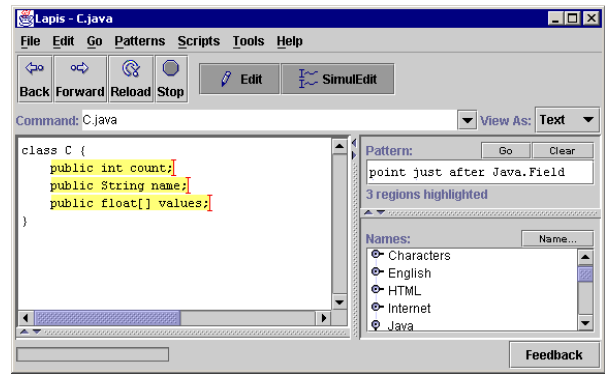 Lapis - C.java
File Edit Go Patterns Scripts Tools Help
Back Forward Reload Stop Edit SimulEdit
Command: C.java View As: Text
class C {
public int count;
public String name;
public float[] values;
}
Pattern: Go Clear
point just after Java.Field
3 regions highlighted
Names: Name...
Characters
English
HTML
Internet
Java
Feedback